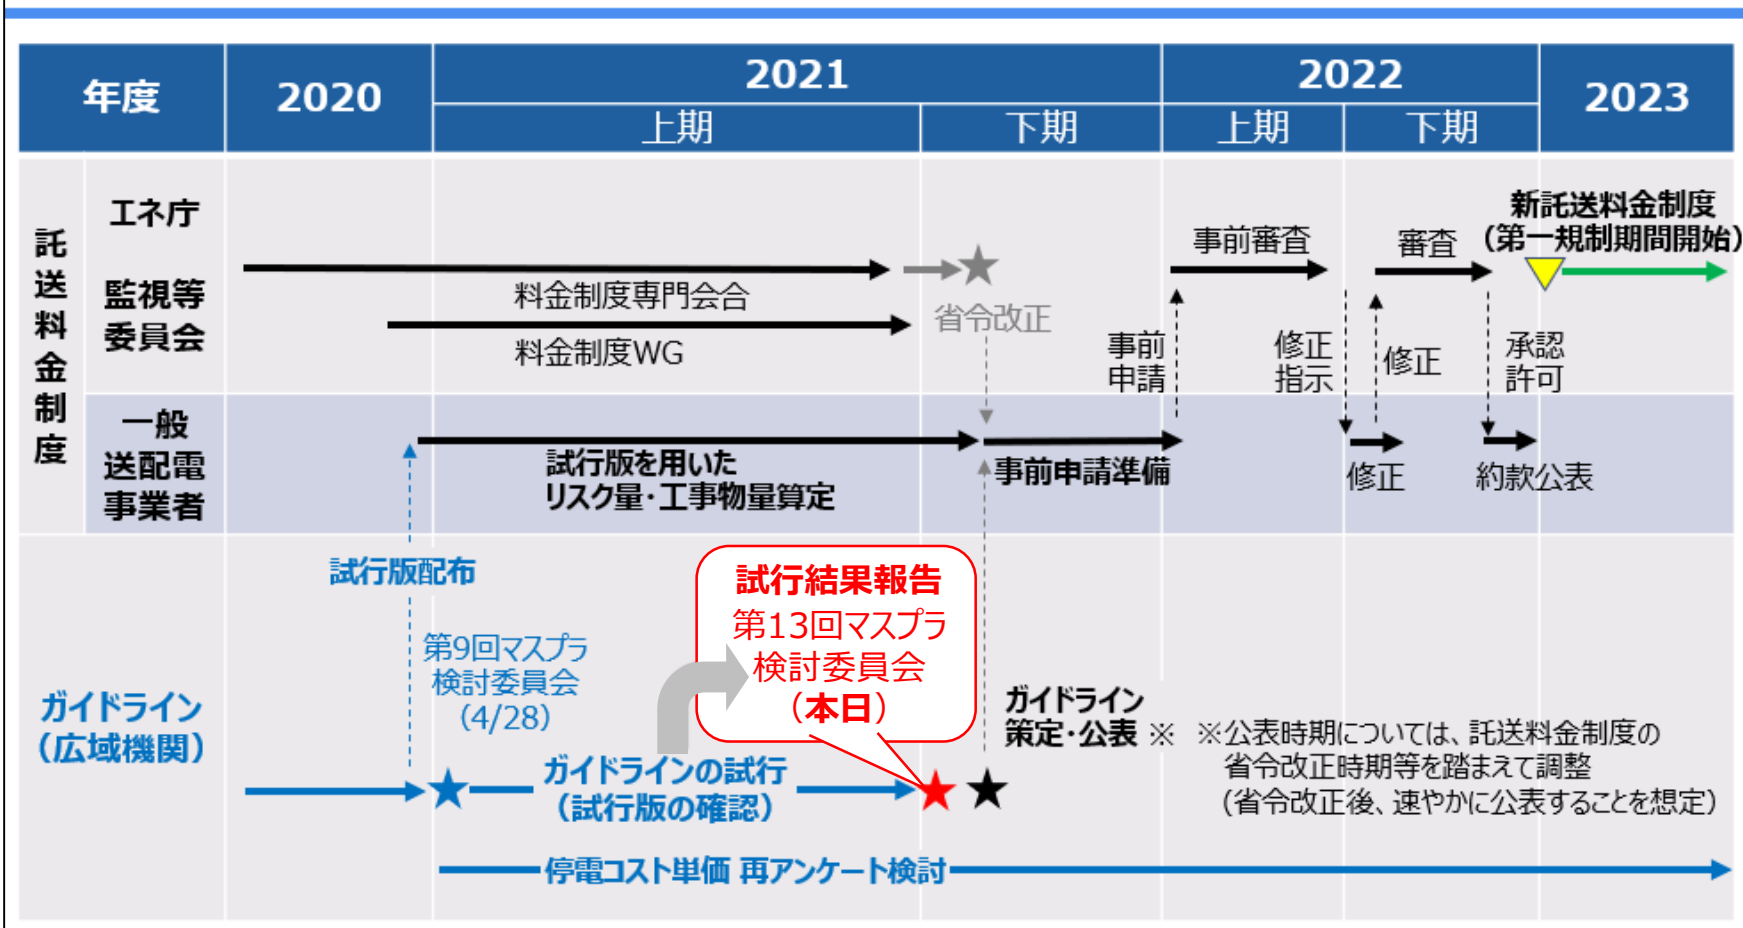 年度
2020
2021
2022
2023
上期
下期
上期
下期
託送料金制度
エネ庁
監視等
委員会
料金制度専門会合
料金制度WG
省令改正
事前
申請
事前審査
修正
指示
修正
審査
承認
許可
新託送料金制度
(第一規制期間開始)
一般
送配電
事業者
試行版を用いた
リスク量・工事物量算定
事前申請準備
修正
約款公表
ガイドライン
(広域機関)
試行版配布
第9回マスプラ
検討委員会
(4/28)
ガイドラインの試行
(試行版の確認)
試行結果報告
第13回マスプラ
検討委員会
(本日)
ガイドライン
策定・公表 ※
※公表時期については、託送料金制度の
省令改正時期等を踏まえて調整
(省令改正後、速やかに公表することを想定)
停電コスト単価 再アンケート検討